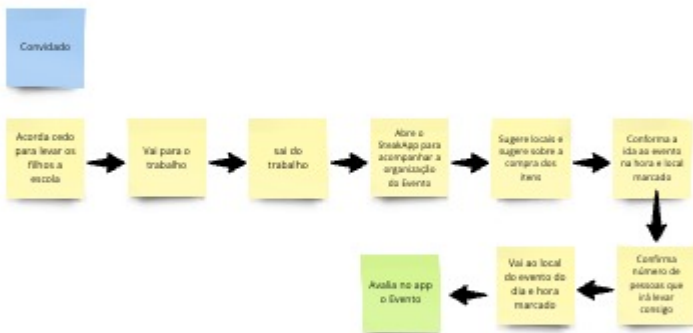 Convidado
Acorda cedo
para levar os
filhos a
escola
Vai para o
trabalho
sai do
trabalho
Abre o
SteakApp para
acompanhar a
organização
do Evento
Sugere locais e
sugere sobre a
compra dos
itens
Conforma a
ida ao evento
na hora e local
marcado
Confirma
número de
pessoas que
irá levar
consigo
Vai ao local
do evento do
dia e hora
marcado
Avalia no app
o Evento